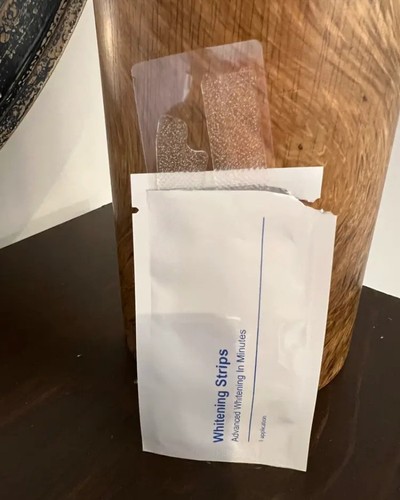 Whitening Strips
Advanced Whitening In Minutes
1 application